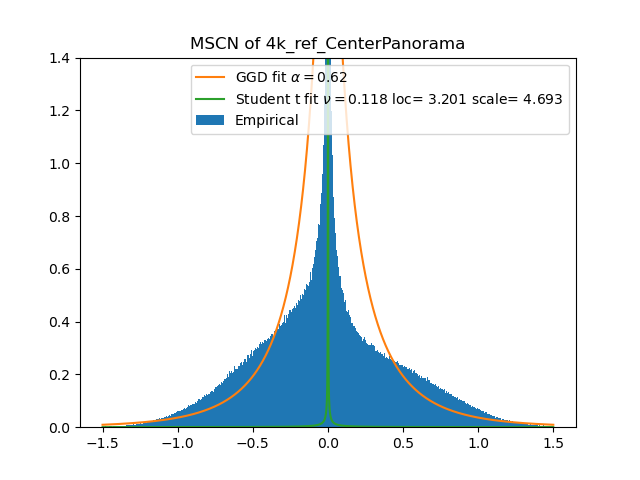 MSCN of 4k_ref_CenterPanorama
GGD fit α = 0.62
Student t fit ν = 0.118 loc= 3.201 scale= 4.693
Empirical
1.4
1.2
1.0
0.8
0.6
0.4
0.2
0.0
−1.5 −1.0 −0.5 0.0 0.5 1.0 1.5